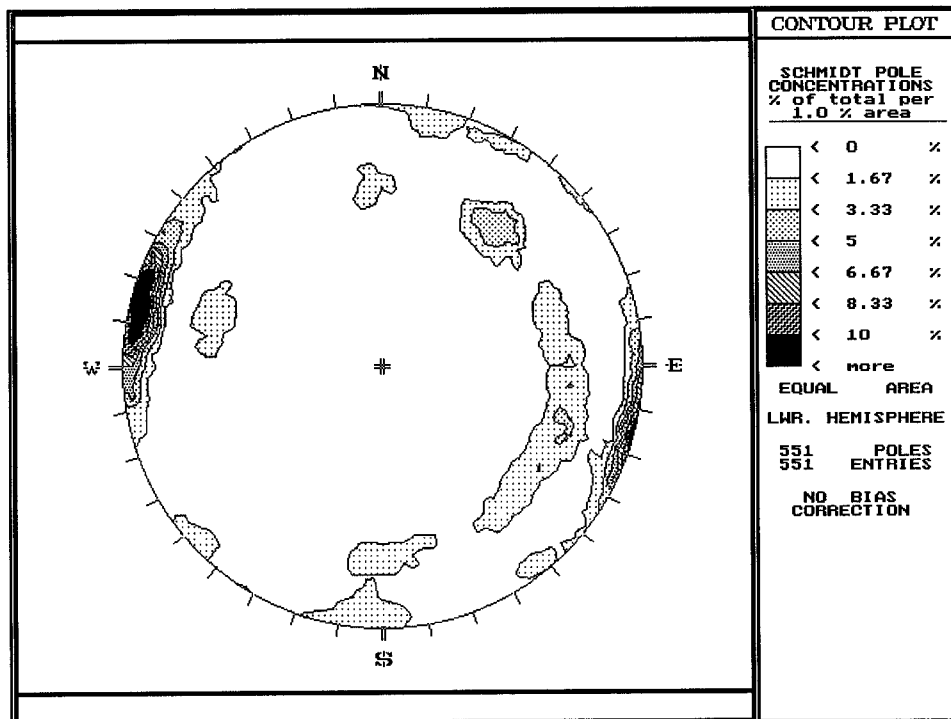 CONTOUR PLOT
N
W
E
S
SCHMIDT POLE
CONCENTRATIONS
% of total per
1.0 % area
< 0 %
< 1.67 %
< 3.33 %
< 5 %
< 6.67 %
< 8.33 %
< 10 %
< more
EQUAL AREA
LWR. HEMISPHERE
551 POLES
551 ENTRIES
NO BIAS
CORRECTION